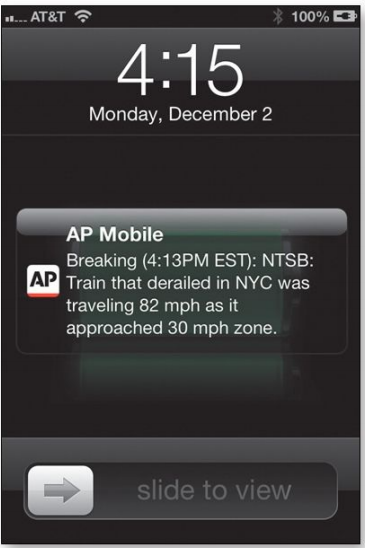 AT&T 100%
4:15
Monday, December 2
AP Mobile
Breaking (4:13PM EST): NTSB:
AP Train that derailed in NYC was
traveling 82 mph as it
approached 30 mph zone.
slide to view